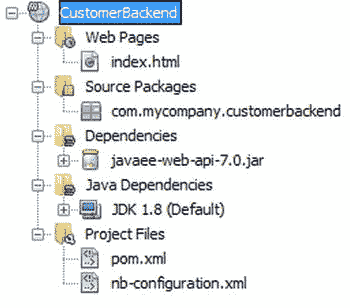 CustomerBackend
Web Pages
index.html
Source Packages
com.mycompany.customerbackend
Dependencies
javaee-web-api-7.0.jar
Java Dependencies
JDK 1.8 (Default)
Project Files
pom.xml
nb-configuration.xml